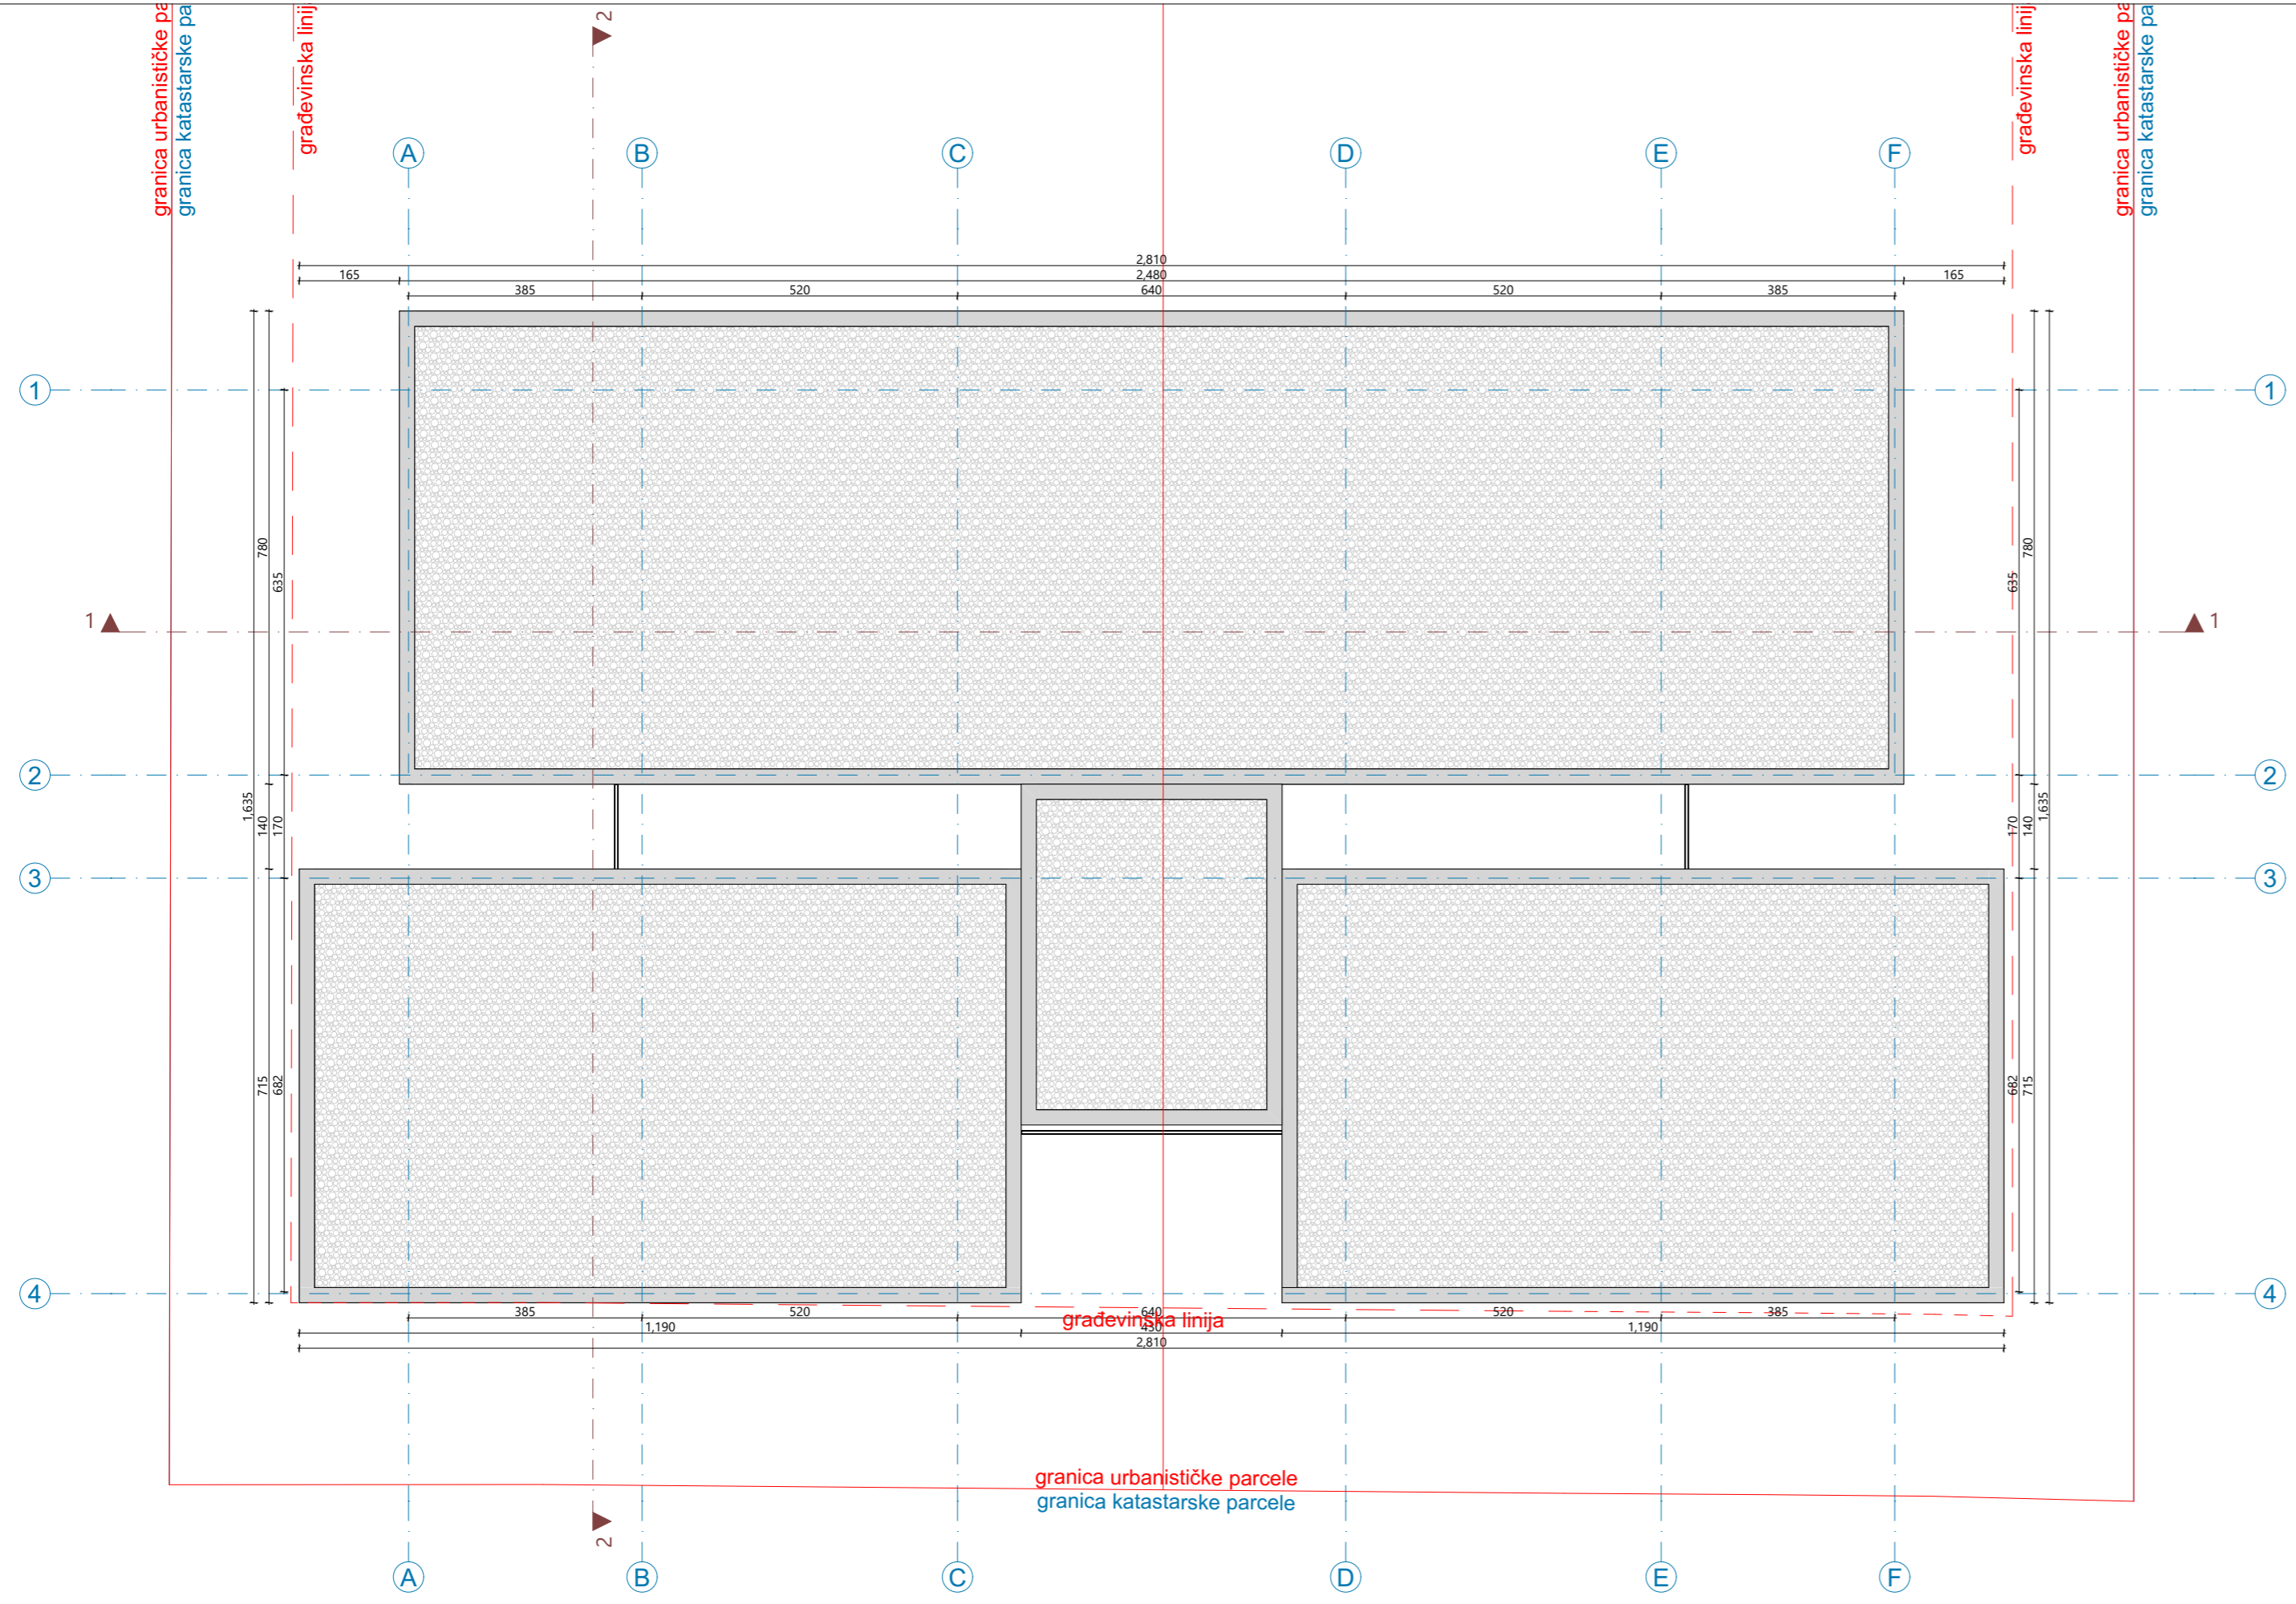 granica urbanističke pa
granica katastarske pa
građevinska linij
2
građevinska linij
granica urbanističke pa
granica katastarske pa
A B C D E F
2,810
165 2,480 165
385 520 640 520 385
1 1
780 635 635 780
1 1
2 2
1,635 140 170 170 140 1,635
3 3
715 682 682 715
4 4
385 520 640 520 385
građevinska linija
1,190 430 1,190
2,810
granica urbanističke parcele
granica katastarske parcele
2
A B C D E F